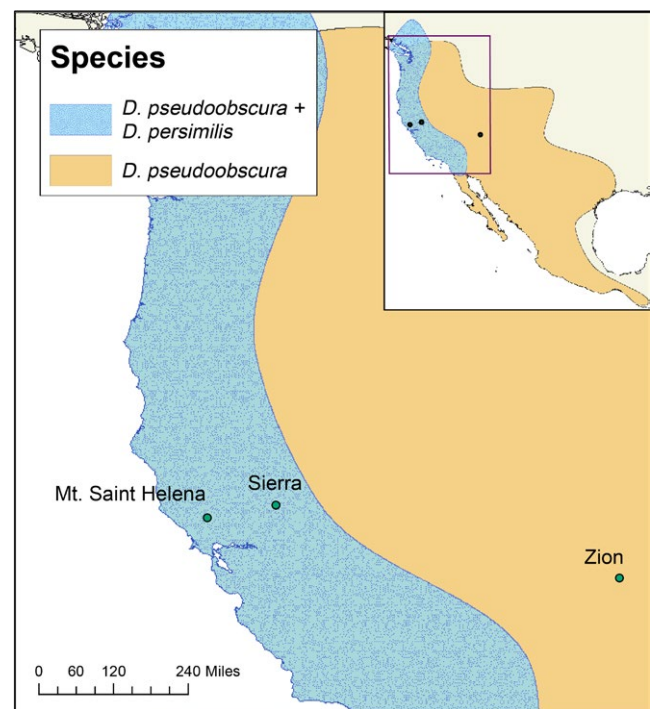 Species
D. pseudoobscura +
D. persimilis
D. pseudoobscura
Sierra
Mt. Saint Helena
Zion
0 60 120 240 Miles